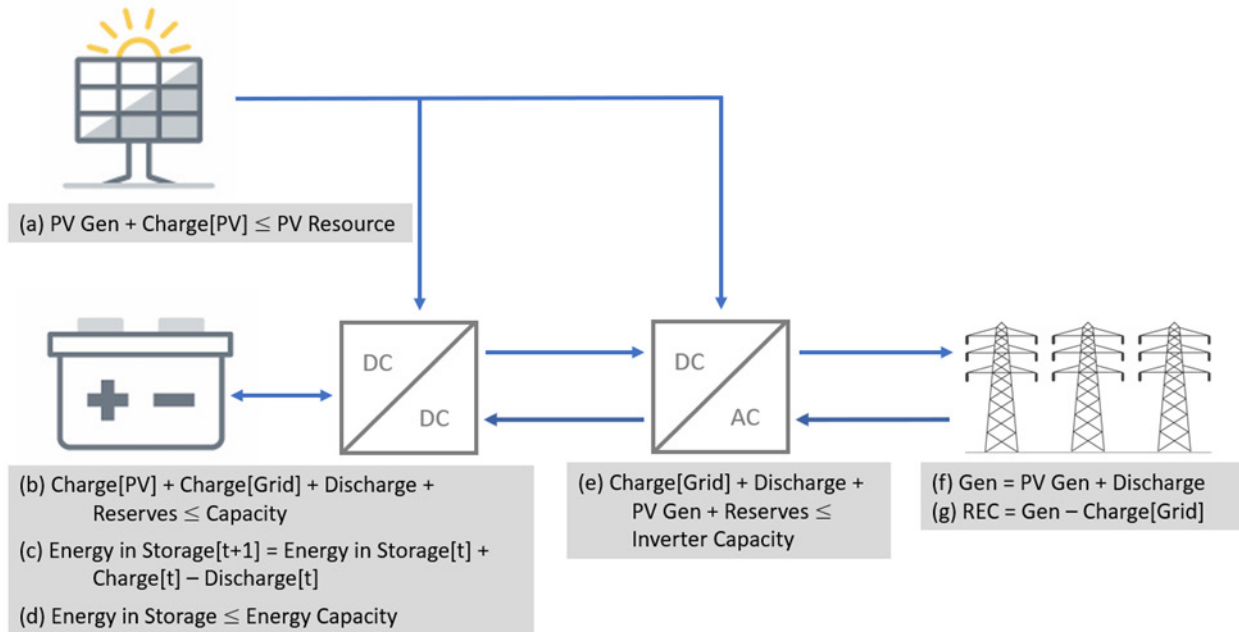 (a) PV Gen + Charge[PV] ≤ PV Resource
DC
DC
DC
AC
(b) Charge[PV] + Charge[Grid] + Discharge +
Reserves ≤ Capacity
(c) Energy in Storage[t+1] = Energy in Storage[t] +
Charge[t] – Discharge[t]
(d) Energy in Storage ≤ Energy Capacity
(e) Charge[Grid] + Discharge +
PV Gen + Reserves ≤
Inverter Capacity
(f) Gen = PV Gen + Discharge
(g) REC = Gen – Charge[Grid]